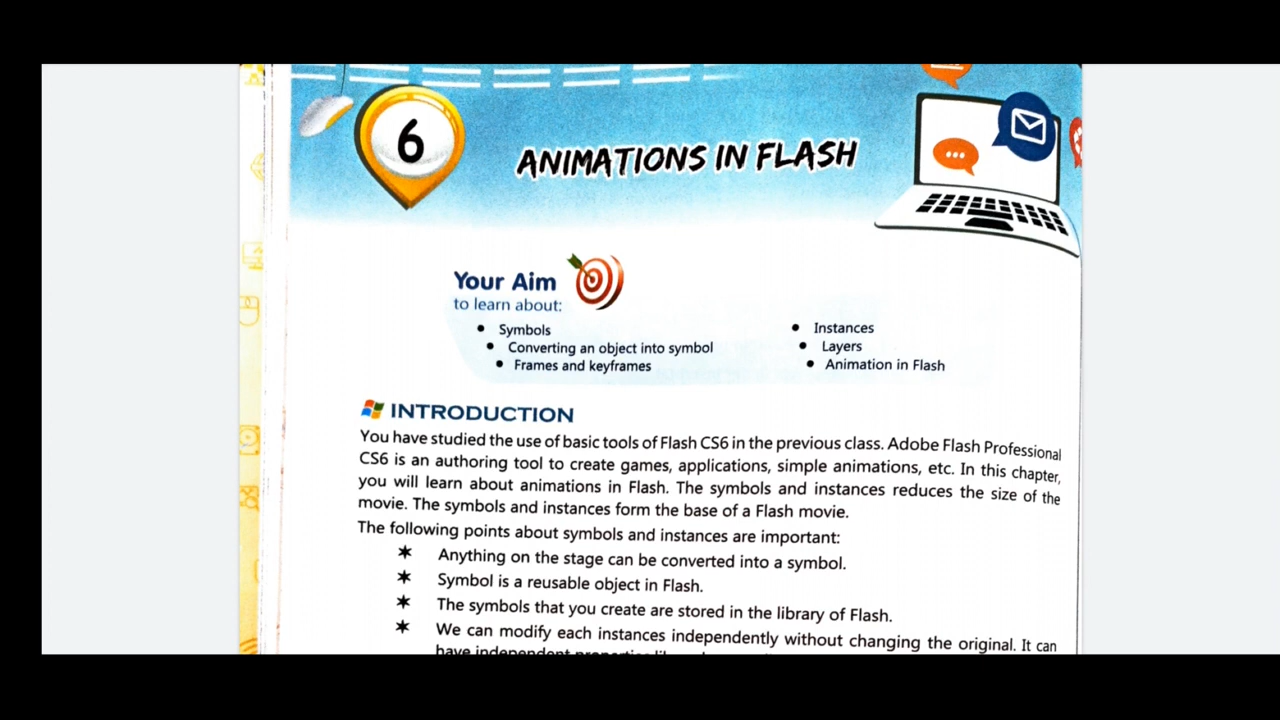 6
ANIMATIONS IN FLASH
Your Aim
to learn about:
• Symbols
• Converting an object into symbol
• Frames and keyframes
• Instances
• Layers
• Animation in Flash
INTRODUCTION
You have studied the use of basic tools of Flash CS6 in the previous class. Adobe Flash Professional
CS6 is an authoring tool to create games, applications, simple animations, etc. In this chapter,
you will learn about animations in Flash. The symbols and instances reduces the size of the
movie. The symbols and instances form the base of a Flash movie.
The following points about symbols and instances are important:
✶ Anything on the stage can be converted into a symbol.
✶ Symbol is a reusable object in Flash.
✶ The symbols that you create are stored in the library of Flash.
✶ We can modify each instances independently without changing the original. It can
have independent